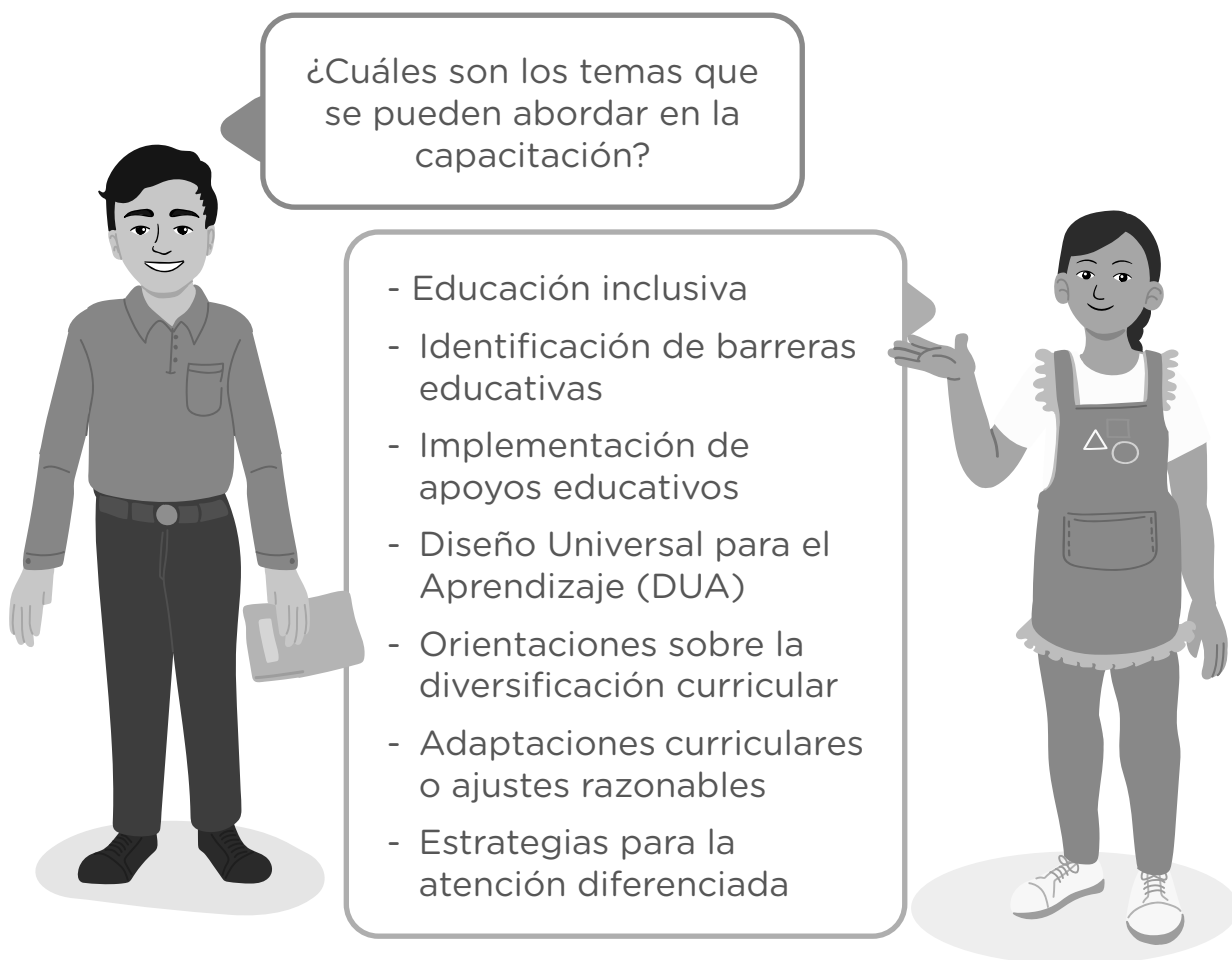 ¿Cuáles son los temas que
se pueden abordar en la
capacitación?
- Educación inclusiva
- Identificación de barreras
educativas
- Implementación de
apoyos educativos
- Diseño Universal para el
Aprendizaje (DUA)
- Orientaciones sobre la
diversificación curricular
- Adaptaciones curriculares
o ajustes razonables
- Estrategias para la
atención diferenciada